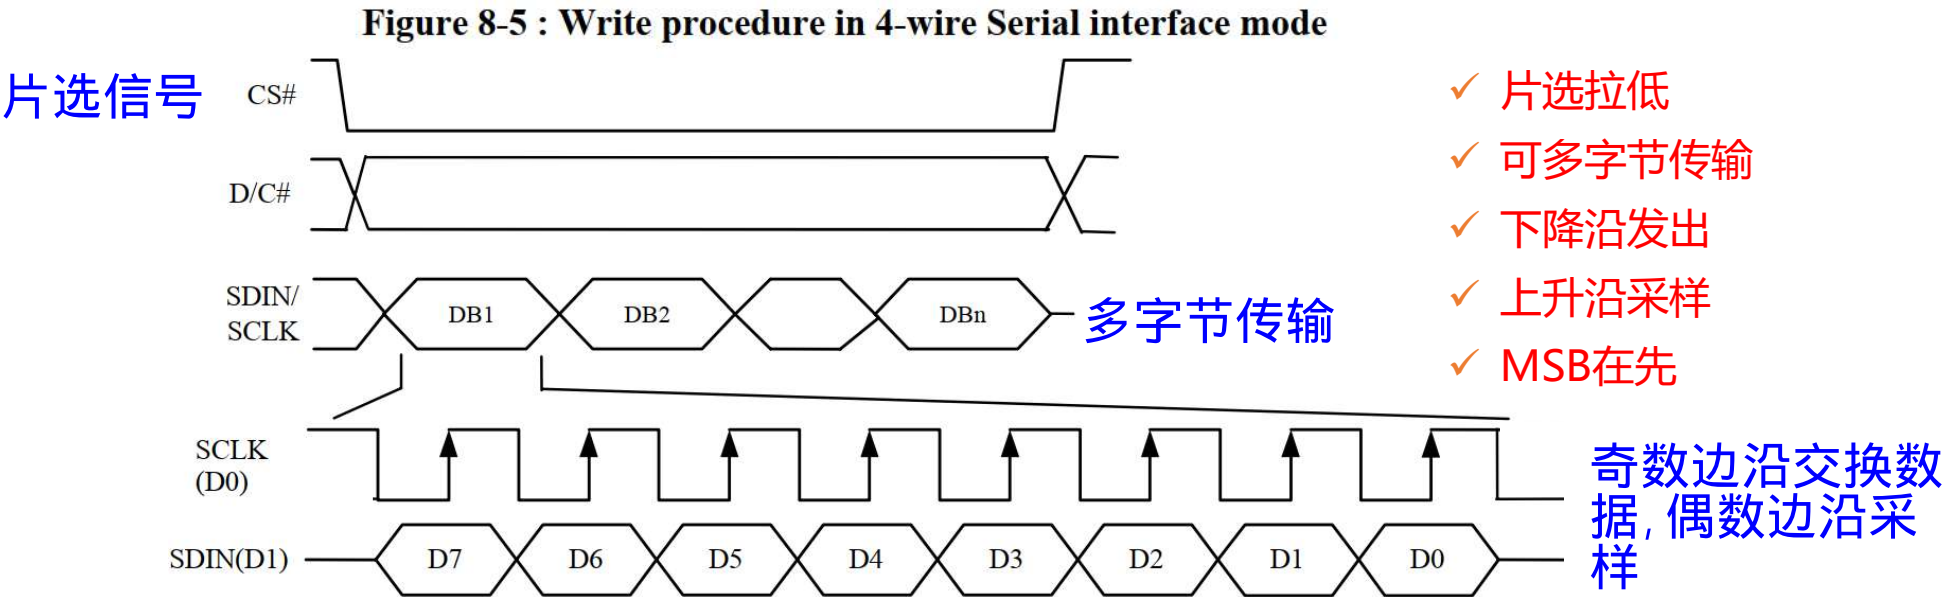 Figure 8-5 : Write procedure in 4-wire Serial interface mode
片选信号
CS#
D/C#
SDIN/
SCLK
DB1
DB2
DBn
多字节传输
✓ 片选拉低
✓ 可多字节传输
✓ 下降沿发出
✓ 上升沿采样
✓ MSB在先
SCLK
(D0)
SDIN(D1)
D7
D6
D5
D4
D3
D2
D1
D0
奇数边沿交换数
据,偶数边沿采
样